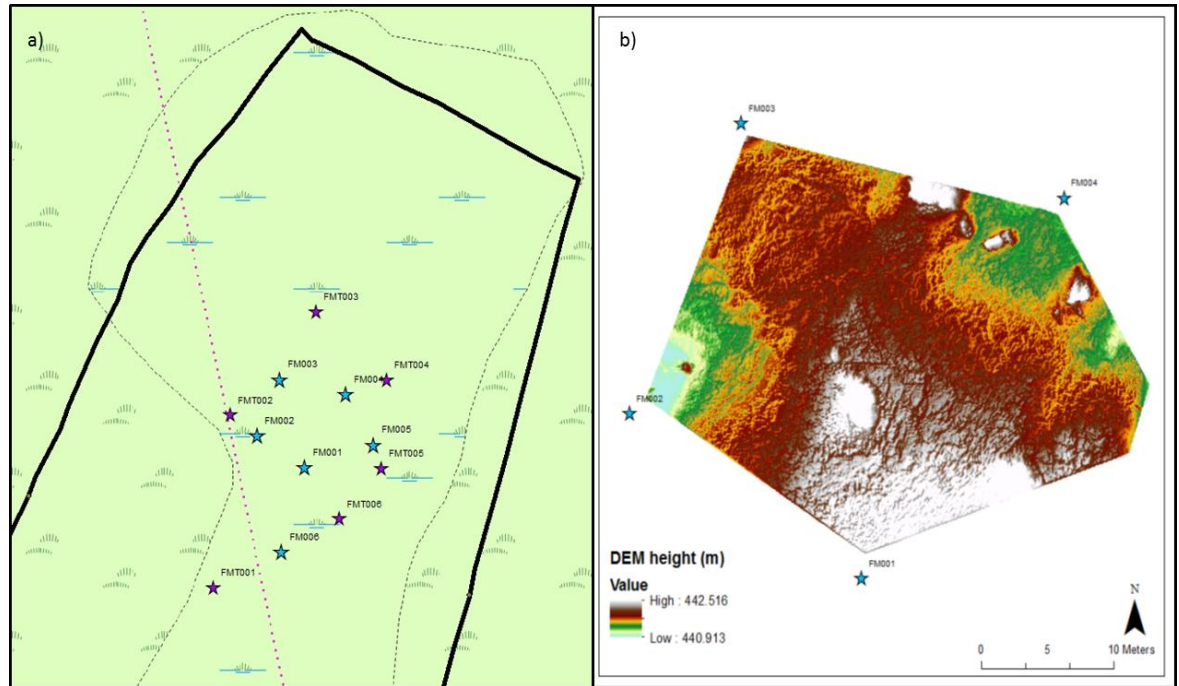 a)
FMT003
FM003
FMT004
FM004
FMT002
FM002
FM005
FM001
FMT005
FMT006
FM006
FMT001
b)
FM003
FM004
FM002
FM001
DEM height (m)
Value
High : 442.516
Low : 440.913
N
0 5 10 Meters